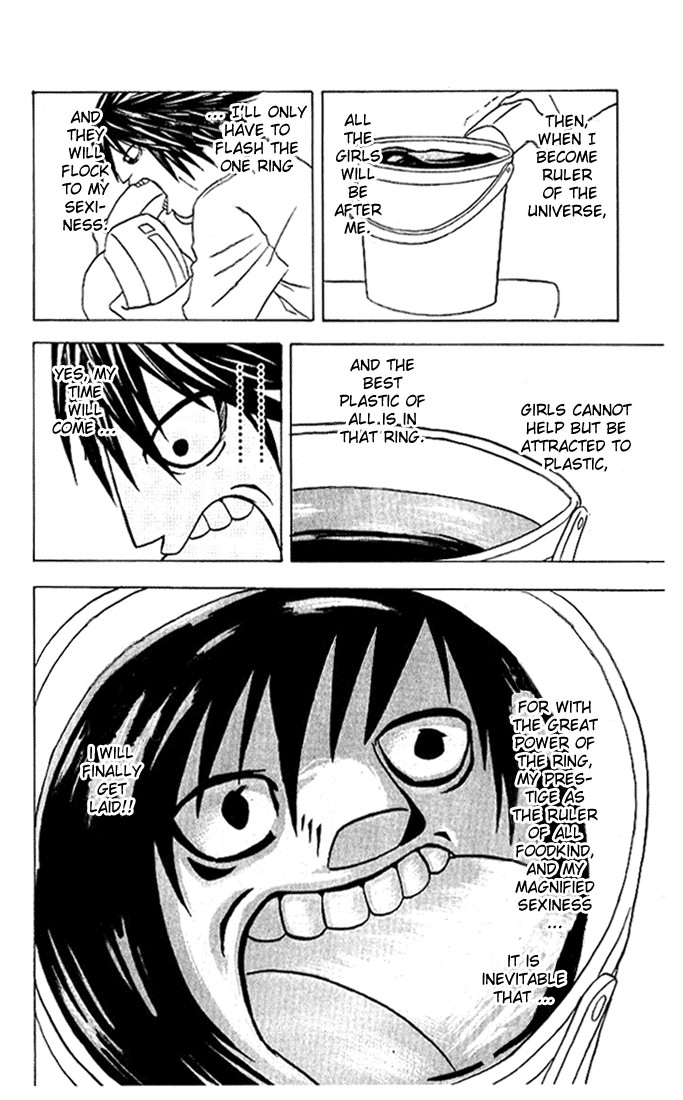 THEN,
WHEN I
BECOME
RULER
OF THE
UNIVERSE,
ALL
THE
GIRLS
WILL
BE
AFTER
ME.
... I'LL ONLY
HAVE TO
FLASH THE
ONE RING
AND
THEY
WILL
FLOCK
TO MY
SEXI-
NESS.
GIRLS CANNOT
HELP BUT BE
ATTRACTED TO
PLASTIC,
AND THE
BEST
PLASTIC OF
ALL IS IN
THAT RING.
YES, MY
TIME
WILL
COME ...
FOR WITH
THE GREAT
POWER OF
THE RING,
MY PRES-
TIGE AS
THE RULER
OF ALL
FOODKIND,
AND MY
MAGNIFIED
SEXINESS
...
IT IS
INEVITABLE
THAT ...
I WILL
FINALLY
GET
LAID!!